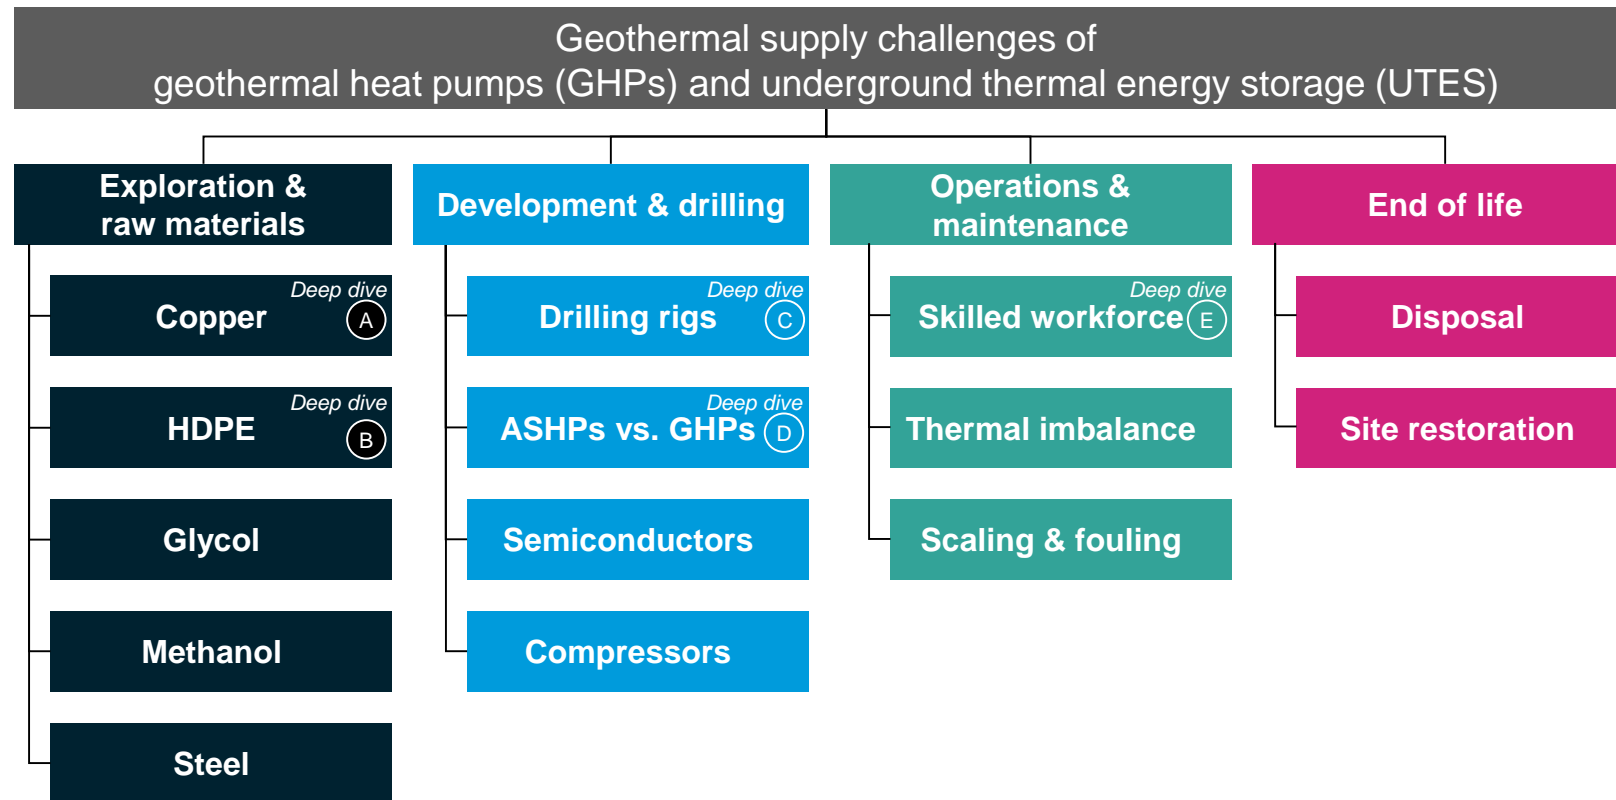 Geothermal supply challenges of
geothermal heat pumps (GHPs) and underground thermal energy storage (UTES)
Exploration &
raw materials
Deep dive
Copper A
Deep dive
HDPE B
Glycol
Methanol
Steel
Development & drilling
Deep dive
Drilling rigs C
Deep dive
ASHPs vs. GHPs D
Semiconductors
Compressors
Operations &
maintenance
Deep dive
Skilled workforce E
Thermal imbalance
Scaling & fouling
End of life
Disposal
Site restoration